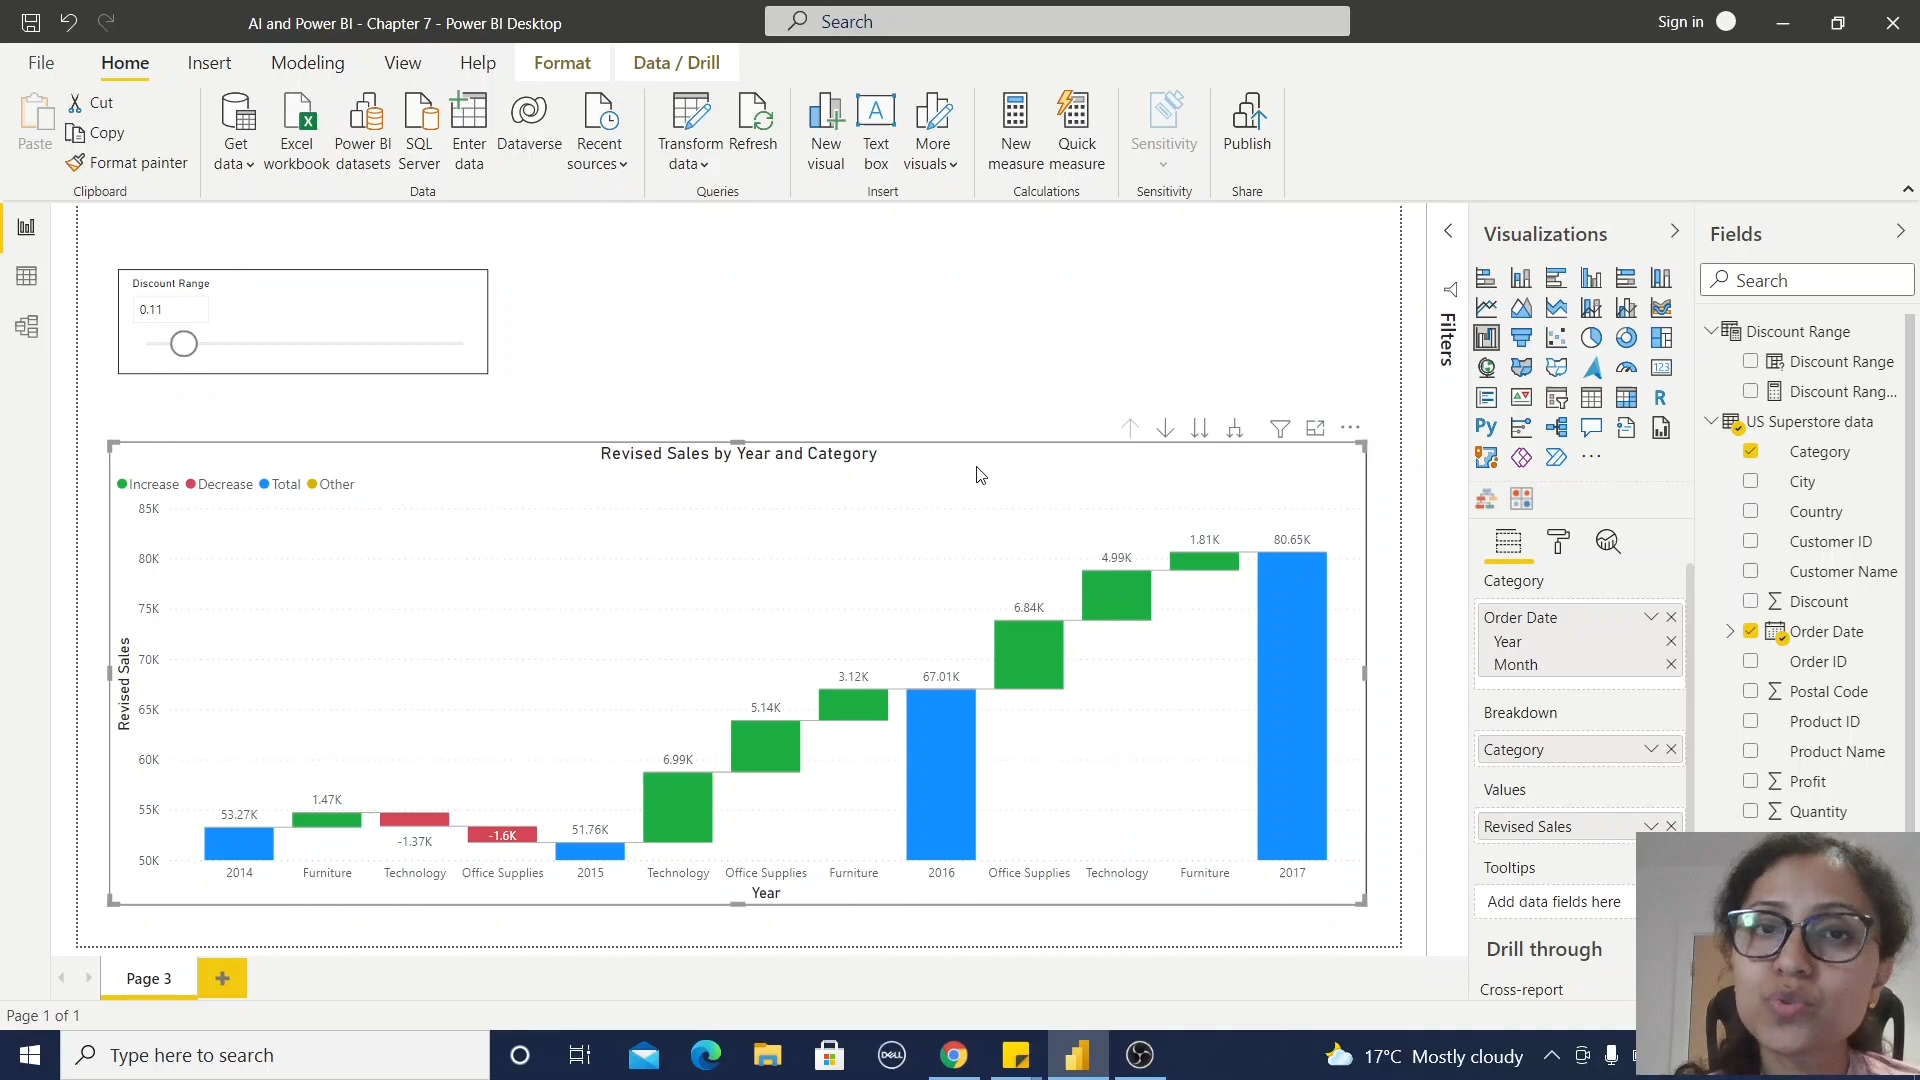 AI and Power BI - Chapter 7 - Power BI Desktop
Search
Sign in
File
Home
Insert
Modeling
View
Help
Format
Data / Drill
Paste
Cut
Copy
Format painter
Clipboard
Get data
Excel workbook
Power BI datasets
SQL Server
Enter data
Dataverse
Recent sources
Data
Transform data
Refresh
Queries
New visual
Text box
More visuals
Insert
New measure
Quick measure
Calculations
Sensitivity
Sensitivity
Publish
Share
Discount Range
0.11
Revised Sales by Year and Category
Increase
Decrease
Total
Other
Revised Sales
85K
80K
75K
70K
65K
60K
55K
50K
53.27K
1.47K
-1.37K
-1.6K
51.76K
6.99K
5.14K
3.12K
67.01K
6.84K
4.99K
1.81K
80.65K
2014
Furniture
Technology
Office Supplies
2015
Technology
Office Supplies
Furniture
2016
Office Supplies
Technology
Furniture
2017
Year
Filters
Visualizations
123
R
Py
Category
Order Date
Year
Month
Breakdown
Category
Values
Revised Sales
Tooltips
Add data fields here
Drill through
Cross-report
Fields
Search
Discount Range
Discount Range
Discount Rang...
US Superstore data
Category
City
Country
Customer ID
Customer Name
Discount
Order Date
Order ID
Postal Code
Product ID
Product Name
Profit
Quantity
Page 3
Page 1 of 1
Type here to search
DELL
17°C Mostly cloudy